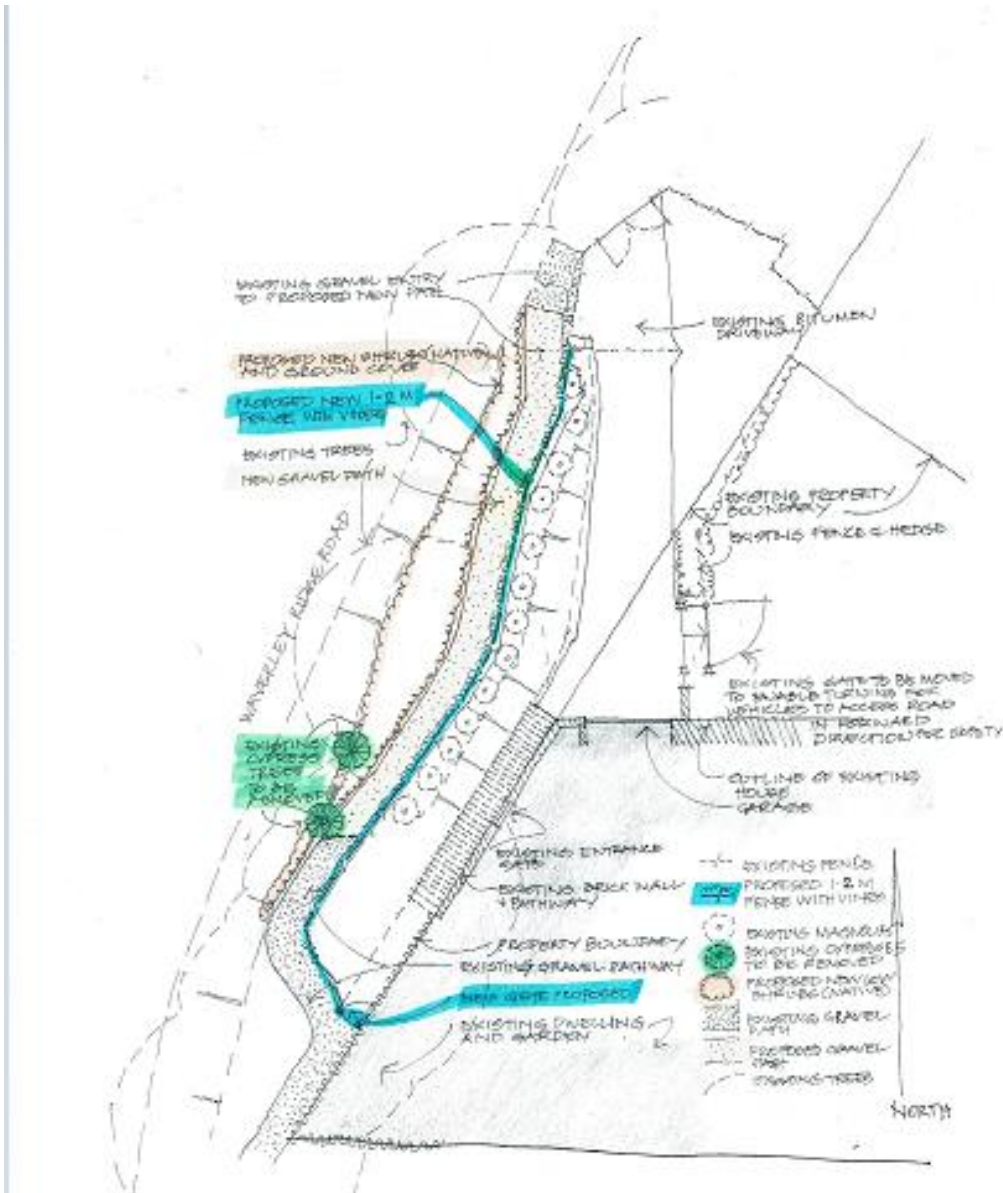 EXISTING GRAVEL ENTRY
TO PROPOSED NEW PATH
PROPOSED NEW SHRUBS (NATIVE)
AND GROUND COVER
PROPOSED NEW 1-2 M
FENCE WITH VINES
EXISTING TREES
NEW GRAVEL PATH
WAVERLEY RIDGE ROAD
EXISTING
CYPRESS
TREES
TO BE
REMOVED
EXISTING BITUMEN
DRIVEWAY
EXISTING PROPERTY
BOUNDARY
EXISTING FENCE & HEDGE
EXISTING GATE TO BE MOVED
TO ENABLE TURNING FOR
VEHICLES TO ACCESS ROAD
IN FORWARD
DIRECTION FOR SAFETY
OUTLINE OF EXISTING
HOUSE
GARAGE
EXISTING ENTRANCE
GATE
EXISTING BRICK WALL
+ PATHWAY
PROPERTY BOUNDARY
EXISTING GRAVEL PATHWAY
NEW GATE PROPOSED
EXISTING DWELLING
AND GARDEN
EXISTING FENCE
PROPOSED 1-2 M
FENCE WITH VINES
EXISTING
EXISTING CYPRESSES
TO BE REMOVED
PROPOSED NEW LOW
SHRUBS (NATIVE)
EXISTING GRAVEL
PATH
PROPOSED GRAVEL
PATH
EXISTING TREES
NORTH